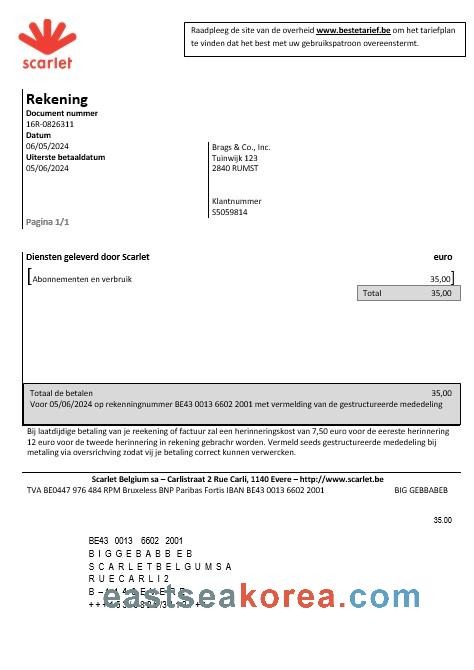 scarlet
Raadpleeg de site van de overheid www.bestetarief.be om het tariefplan
te vinden dat het best met uw gebruikspatroon overeenstermt.
Rekening
Document nummer
16R-0826311
Datum
06/05/2024
Uiterste betaaldatum
05/06/2024
Brags & Co., Inc.
Tuinwijk 123
2840 RUMST
Klantnummer
S5059814
Pagina 1/1
Diensten geleverd door Scarlet euro
Abonnementen en verbruik 35,00
Total 35,00
Totaal de betalen 35,00
Voor 05/06/2024 op rekenningnummer BE43 0013 6602 2001 met vermelding van de gestructureerde mededeling
Bij laatdijdige betaling van je reekening of factuur zal een herinneringskost van 7,50 euro voor de eereste herinnering
12 euro voor de tweede herinnering in rekening gebrachr worden. Vermeld seeds gestructureerde mededeling bij
metaling via oversrichving zodat vij je betaling correct kunnen verwercken.
Scarlet Belgium sa – Carlistraat 2 Rue Carli, 1140 Evere – http://www.scarlet.be
TVA BE0447 976 484 RPM Bruxeless BNP Paribas Fortis IBAN BE43 0013 6602 2001 BIG GEBBABEB
35.00
BE43 0013 6602 2001
B I G G E B A B B E B
S C A R L E T B E L G U M S A
R U E C A R L I 2
eastseakorea.com